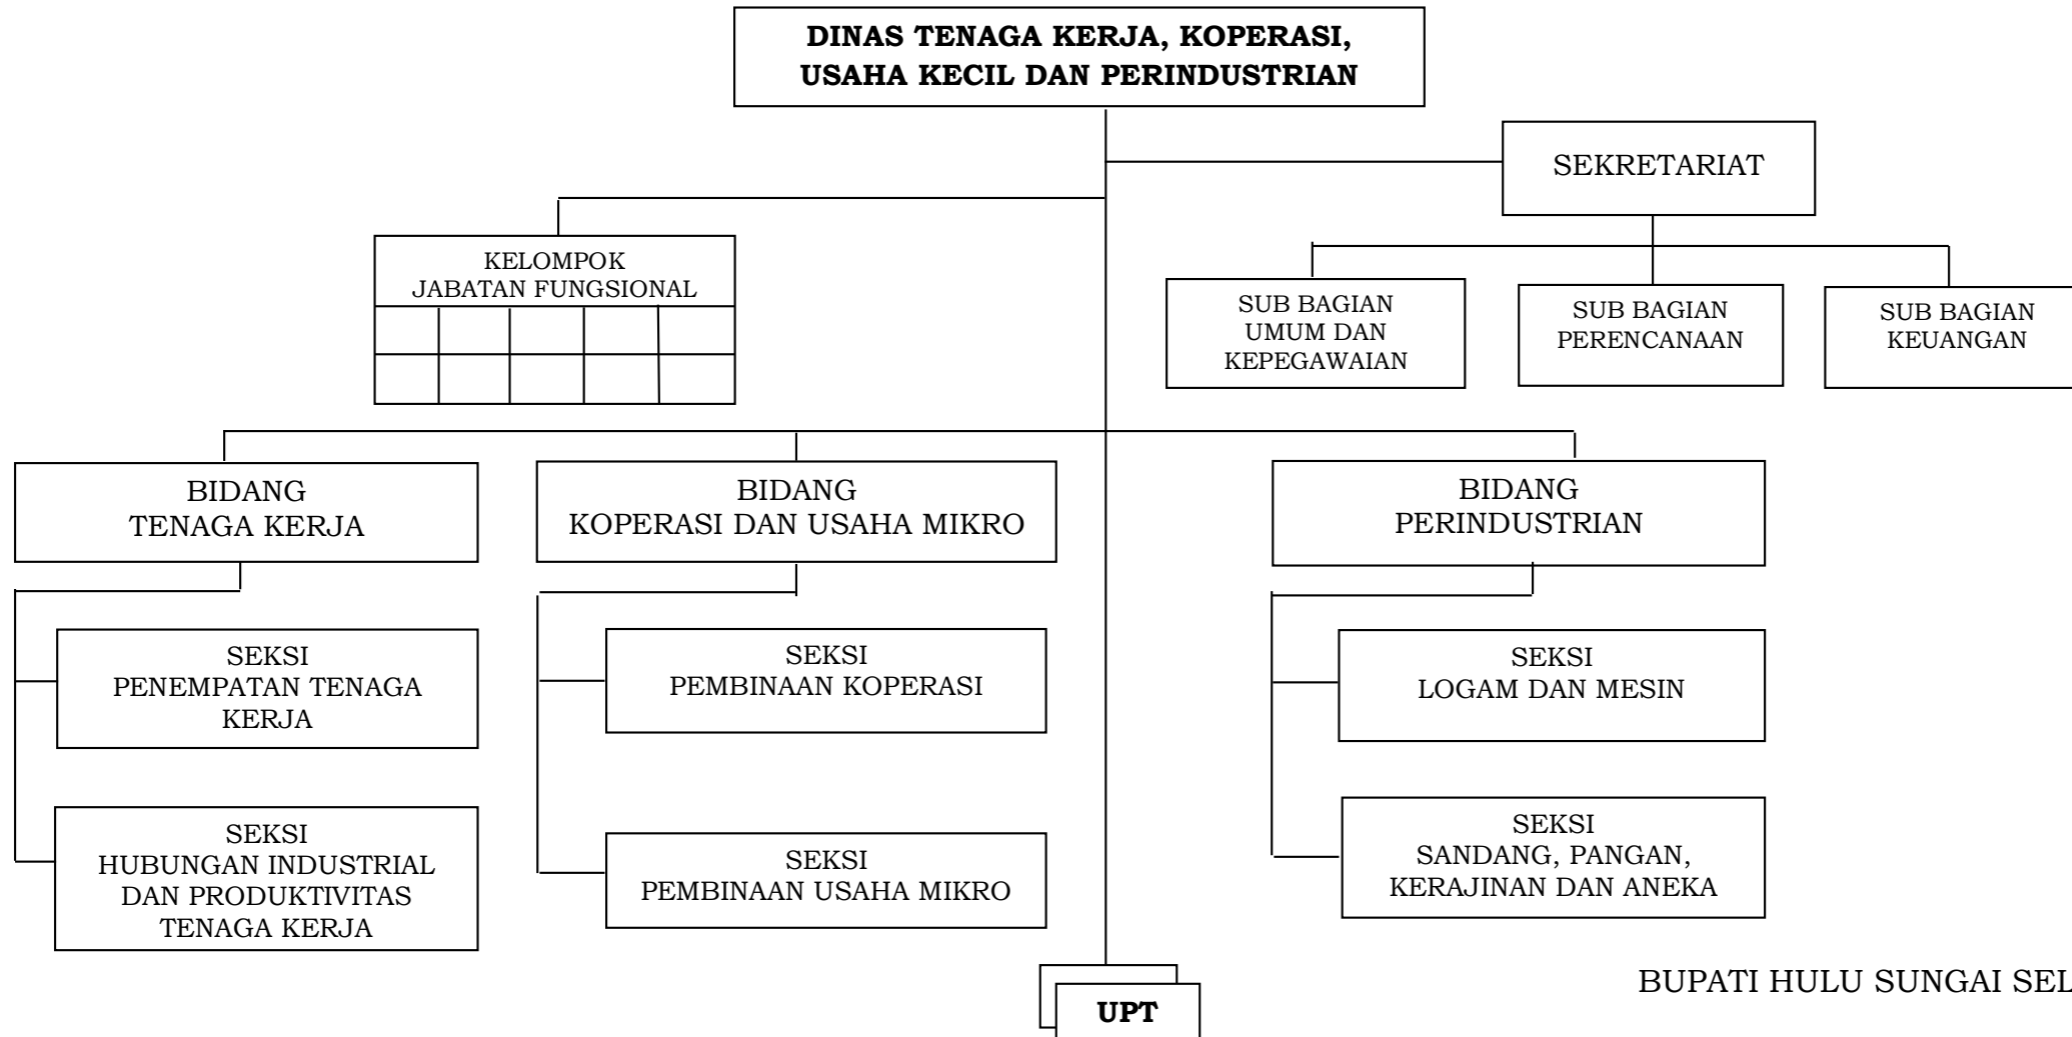 DINAS TENAGA KERJA, KOPERASI,
USAHA KECIL DAN PERINDUSTRIAN
SEKRETARIAT
KELOMPOK
JABATAN FUNGSIONAL
SUB BAGIAN
UMUM DAN
KEPEGAWAIAN
SUB BAGIAN
PERENCANAAN
SUB BAGIAN
KEUANGAN
BIDANG
TENAGA KERJA
BIDANG
KOPERASI DAN USAHA MIKRO
BIDANG
PERINDUSTRIAN
SEKSI
PENEMPATAN TENAGA
KERJA
SEKSI
PEMBINAAN KOPERASI
SEKSI
LOGAM DAN MESIN
SEKSI
HUBUNGAN INDUSTRIAL
DAN PRODUKTIVITAS
TENAGA KERJA
SEKSI
PEMBINAAN USAHA MIKRO
SEKSI
SANDANG, PANGAN,
KERAJINAN DAN ANEKA
BUPATI HULU SUNGAI SEL
UPT